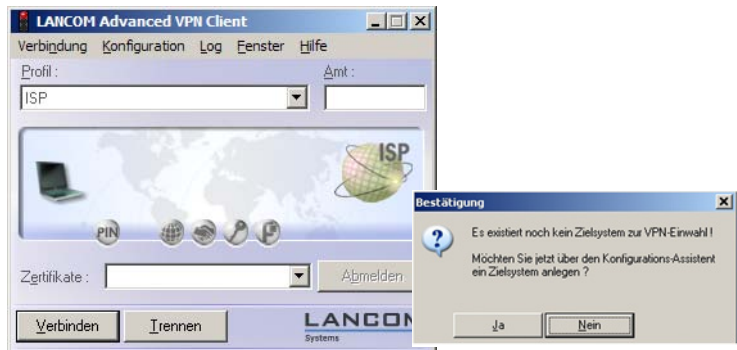 LANCOM Advanced VPN Client
Verbindung Konfiguration Log Fenster Hilfe
Profil : Amt :
ISP
ISP
PIN
Zertifikate : Abmelden
Verbinden Trennen
LANCOM
Systems
Bestätigung
Es existiert noch kein Zielsystem zur VPN-Einwahl !
Möchten Sie jetzt über den Konfigurations-Assistent
ein Zielsystem anlegen ?
Ja Nein